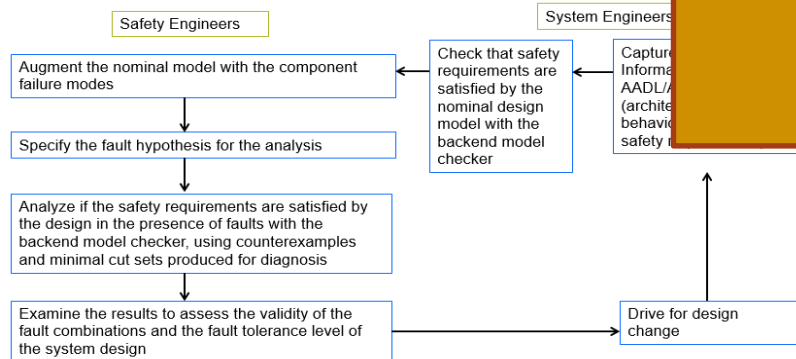 Safety Engineers
System Engineers
Augment the nominal model with the component
failure modes
Check that safety
requirements are
satisfied by the
nominal design
model with the
backend model
checker
Specify the fault hypothesis for the analysis
Analyze if the safety requirements are satisfied by
the design in the presence of faults with the
backend model checker, using counterexamples
and minimal cut sets produced for diagnosis
Examine the results to assess the validity of the
fault combinations and the fault tolerance level of
the system design
Drive for design
change
safety